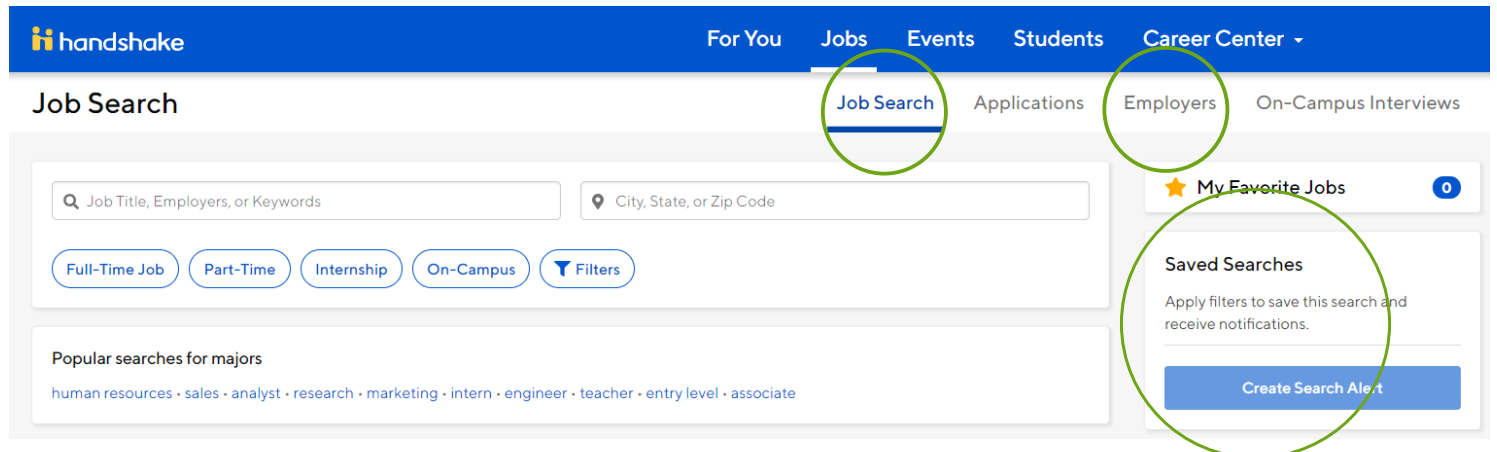 handshake For You Jobs Events Students Career Center
Job Search Job Search Applications Employers On-Campus Interviews
Job Title, Employers, or Keywords City, State, or Zip Code
Full-Time Job Part-Time Internship On-Campus Filters
Popular searches for majors
human resources • sales • analyst • research • marketing • intern • engineer • teacher • entry level • associate
My Favorite Jobs 0
Saved Searches
Apply filters to save this search and
receive notifications.
Create Search Alert